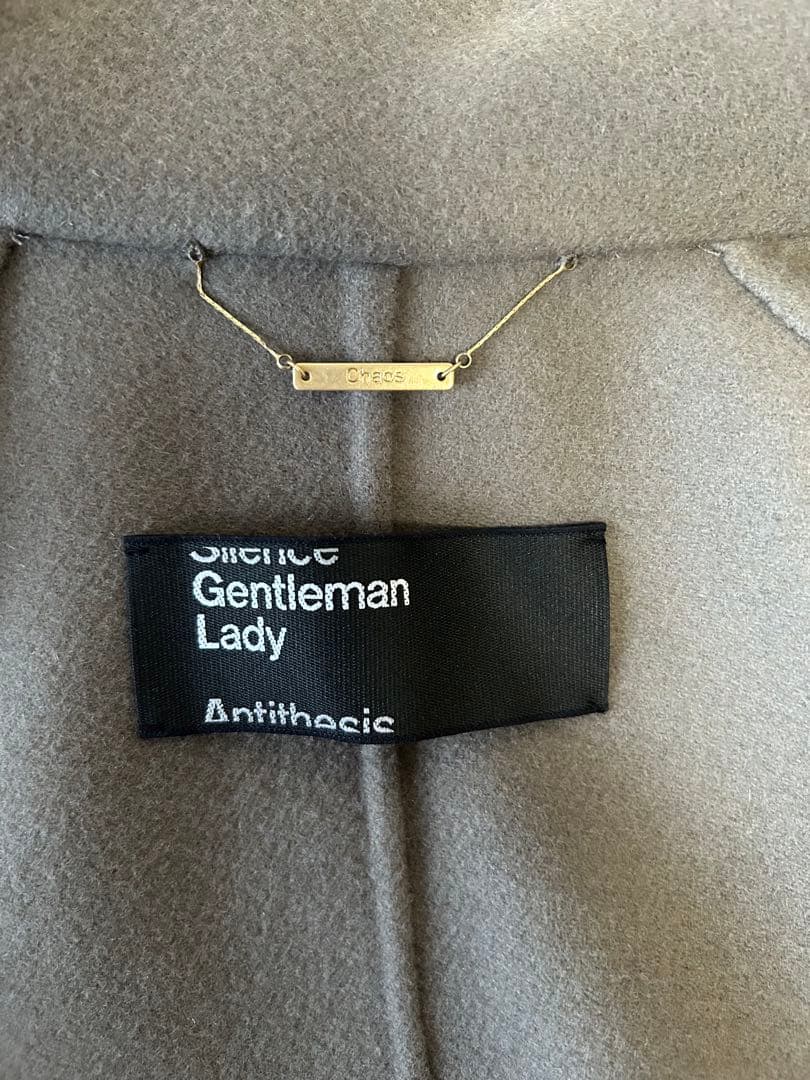 Chaos
Silence
Gentleman
Lady
Antithesis